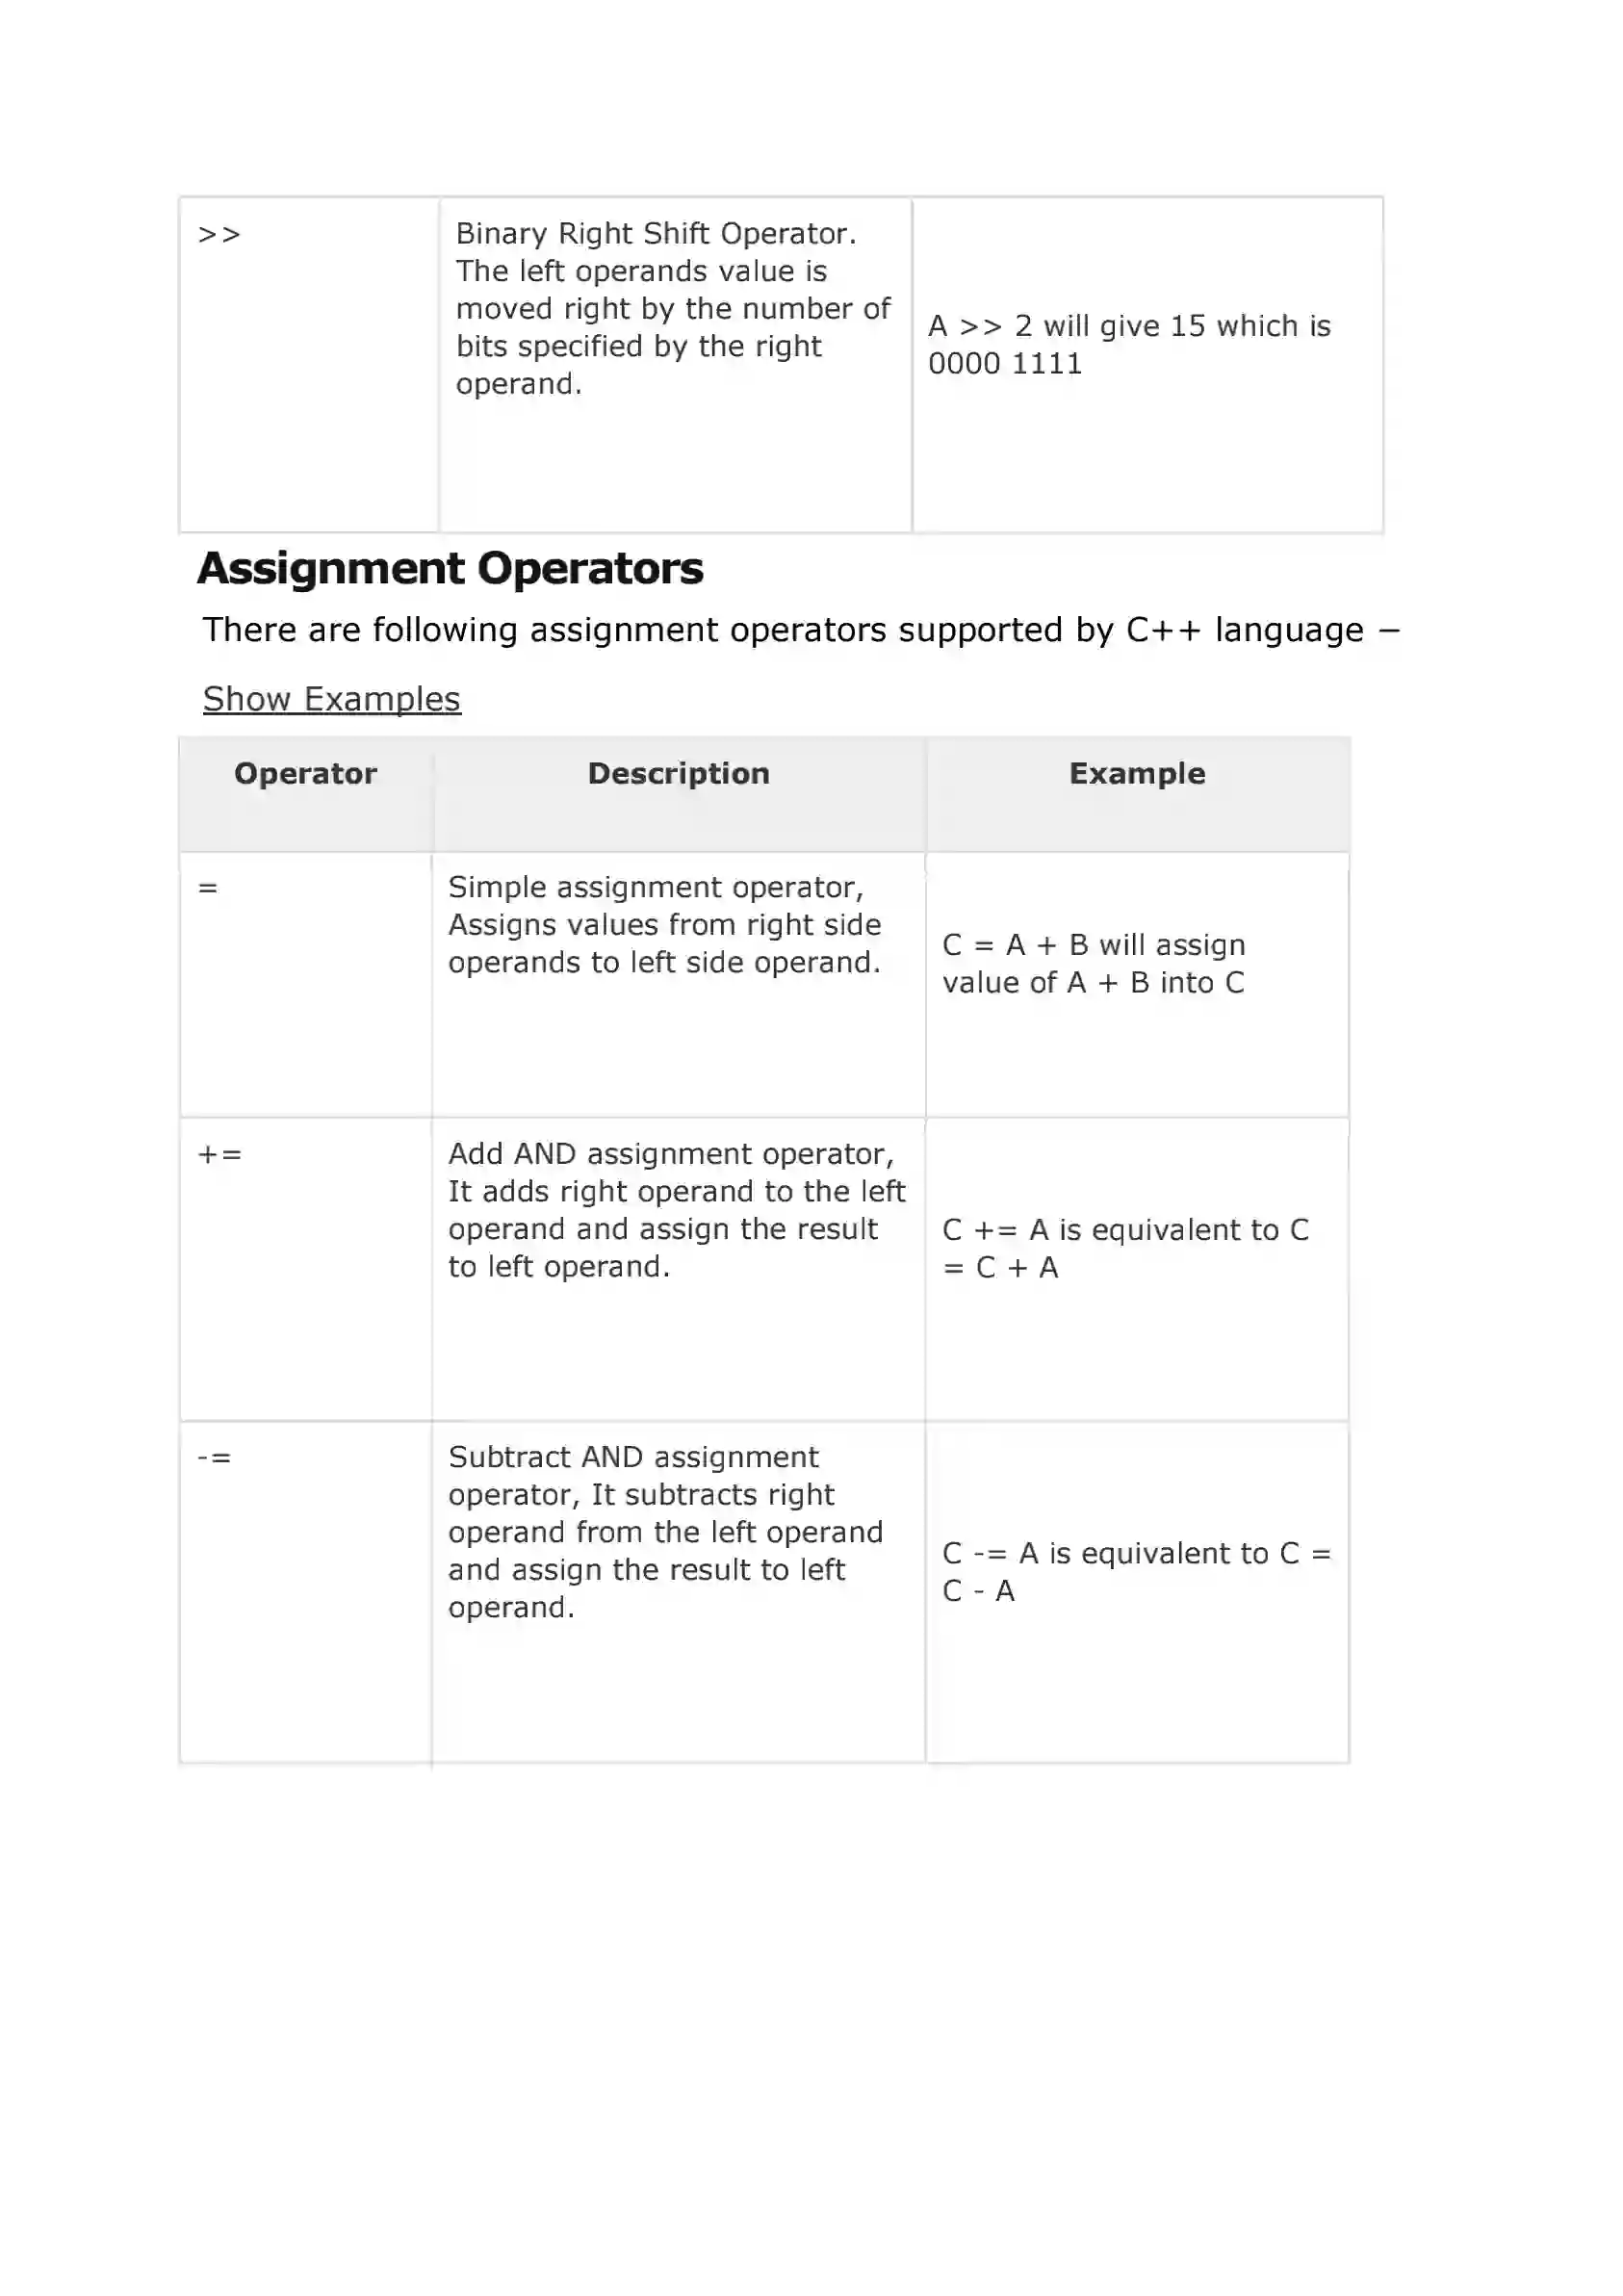 >>
Binary Right Shift Operator.
The left operands value is
moved right by the number of
bits specified by the right
operand.
A >> 2 will give 15 which is
0000 1111
Assignment Operators
There are following assignment operators supported by C++ language −
Show Examples
Operator Description Example
=
Simple assignment operator,
Assigns values from right side
operands to left side operand.
C = A + B will assign
value of A + B into C
+=
Add AND assignment operator,
It adds right operand to the left
operand and assign the result
to left operand.
C += A is equivalent to C
= C + A
-=
Subtract AND assignment
operator, It subtracts right
operand from the left operand
and assign the result to left
operand.
C -= A is equivalent to C =
C - A